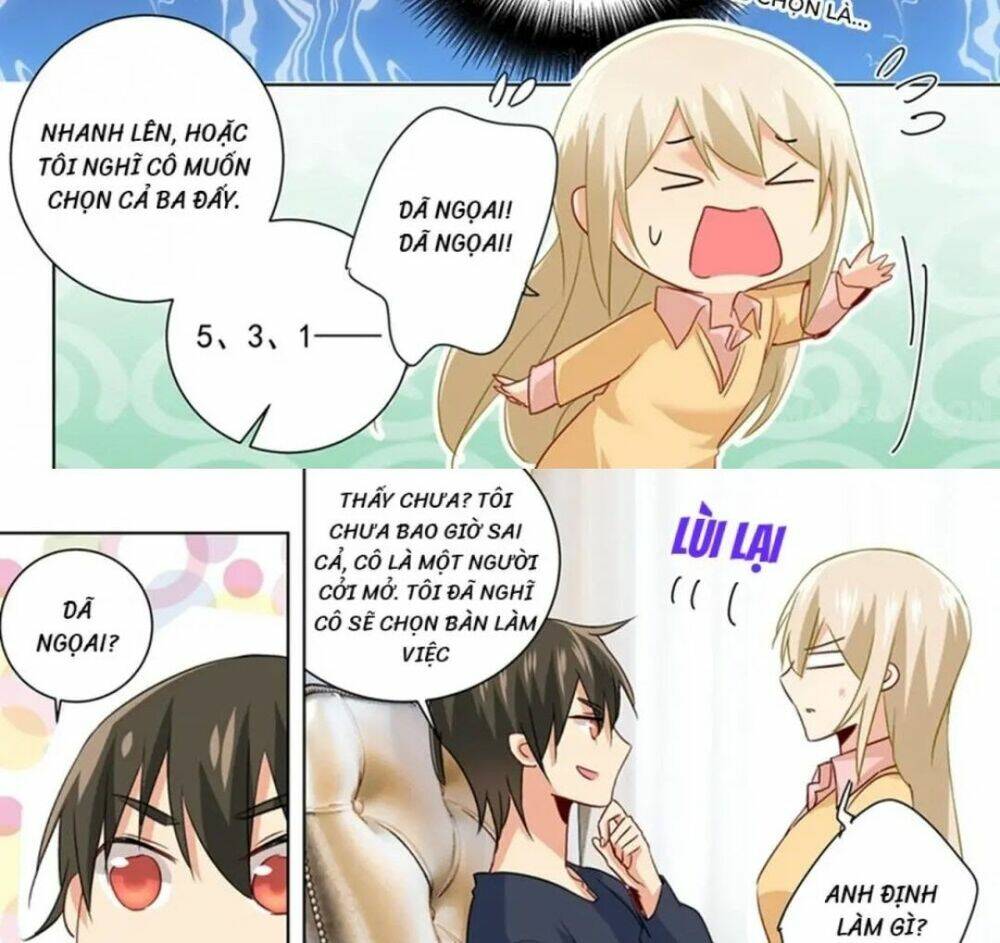 CHỌN LÀ...
NHANH LÊN, HOẶC
TÔI NGHĨ CÔ MUỐN
CHỌN CẢ BA ĐẤY.
DÃ NGOẠI!
DÃ NGOẠI!
5、3、1——
THẤY CHƯA? TÔI
CHƯA BAO GIỜ SAI
CẢ, CÔ LÀ MỘT NGƯỜI
CỞI MỞ. TÔI ĐÃ NGHĨ
CÔ SẼ CHỌN BÀN LÀM
VIỆC
LÙI LẠI
DÃ
NGOẠI?
ANH ĐỊNH
LÀM GÌ?